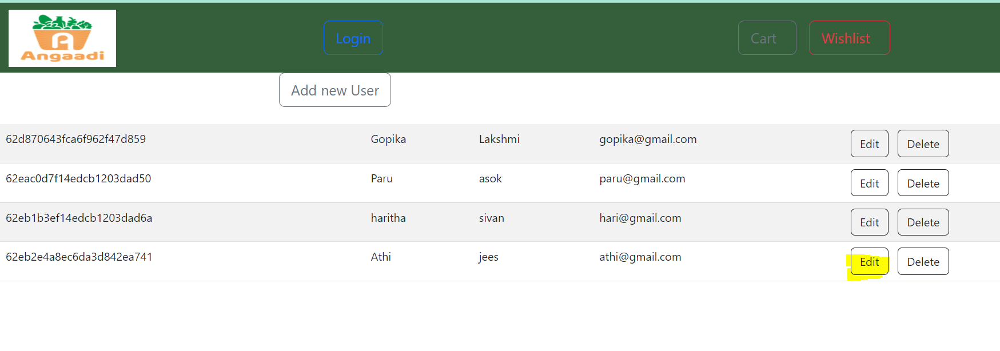 Angaadi Login Cart Wishlist
Add new User
62d870643fca6f962f47d859 Gopika Lakshmi gopika@gmail.com Edit Delete
62eac0d7f14edcb1203dad50 Paru asok paru@gmail.com Edit Delete
62eb1b3ef14edcb1203dad6a haritha sivan hari@gmail.com Edit Delete
62eb2e4a8ec6da3d842ea741 Athi jees athi@gmail.com Edit Delete